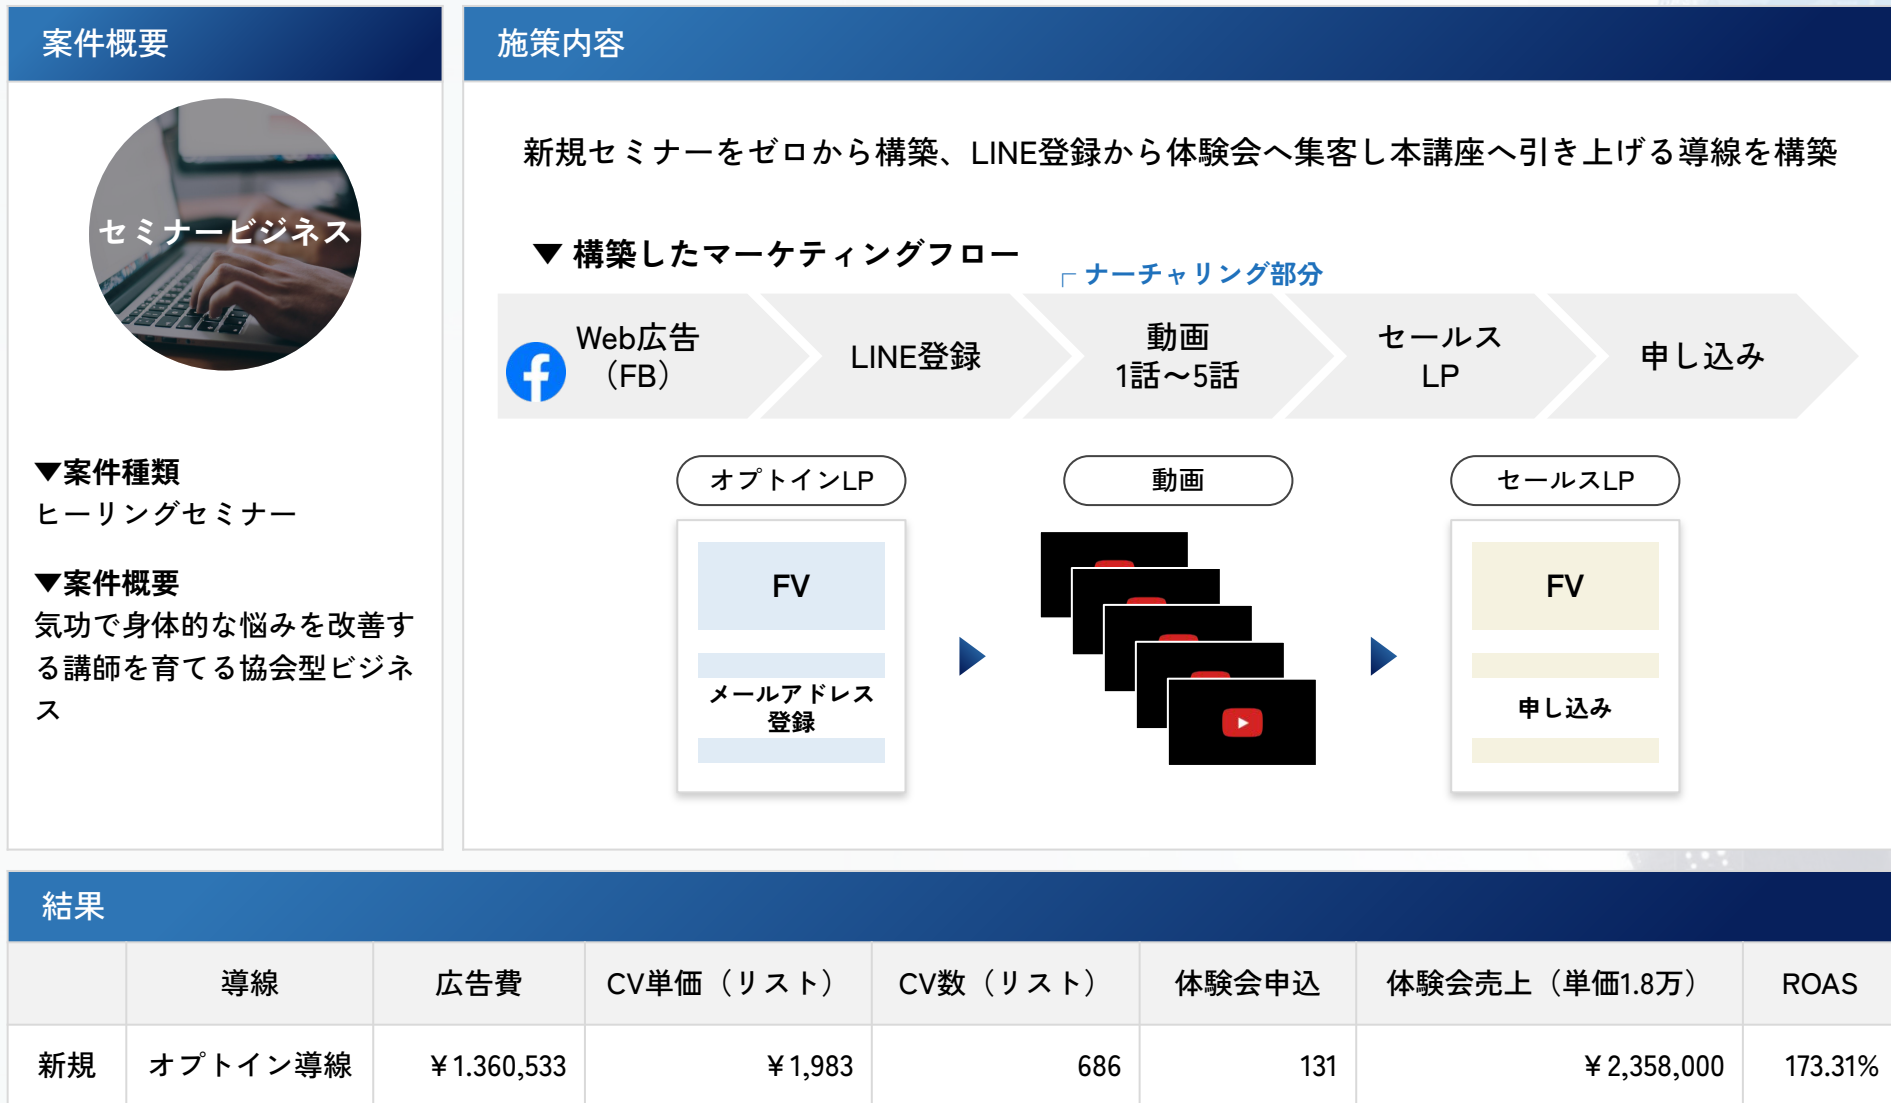 案件概要
セミナービジネス
▼案件種類
ヒーリングセミナー
▼案件概要
気功で身体的な悩みを改善す
る講師を育てる協会型ビジネ
ス
施策内容
新規セミナーをゼロから構築、LINE登録から体験会へ集客し本講座へ引き上げる導線を構築
▼ 構築したマーケティングフロー
┌ ナーチャリング部分
Web広告
（FB）
LINE登録
動画
1話～5話
セールス
LP
申し込み
オプトインLP
FV
メールアドレス
登録
動画
セールスLP
FV
申し込み
結果
導線 広告費 CV単価（リスト） CV数（リスト） 体験会申込 体験会売上（単価1.8万） ROAS
新規 オプトイン導線 ￥1.360,533 ￥1,983 686 131 ￥2,358,000 173.31%